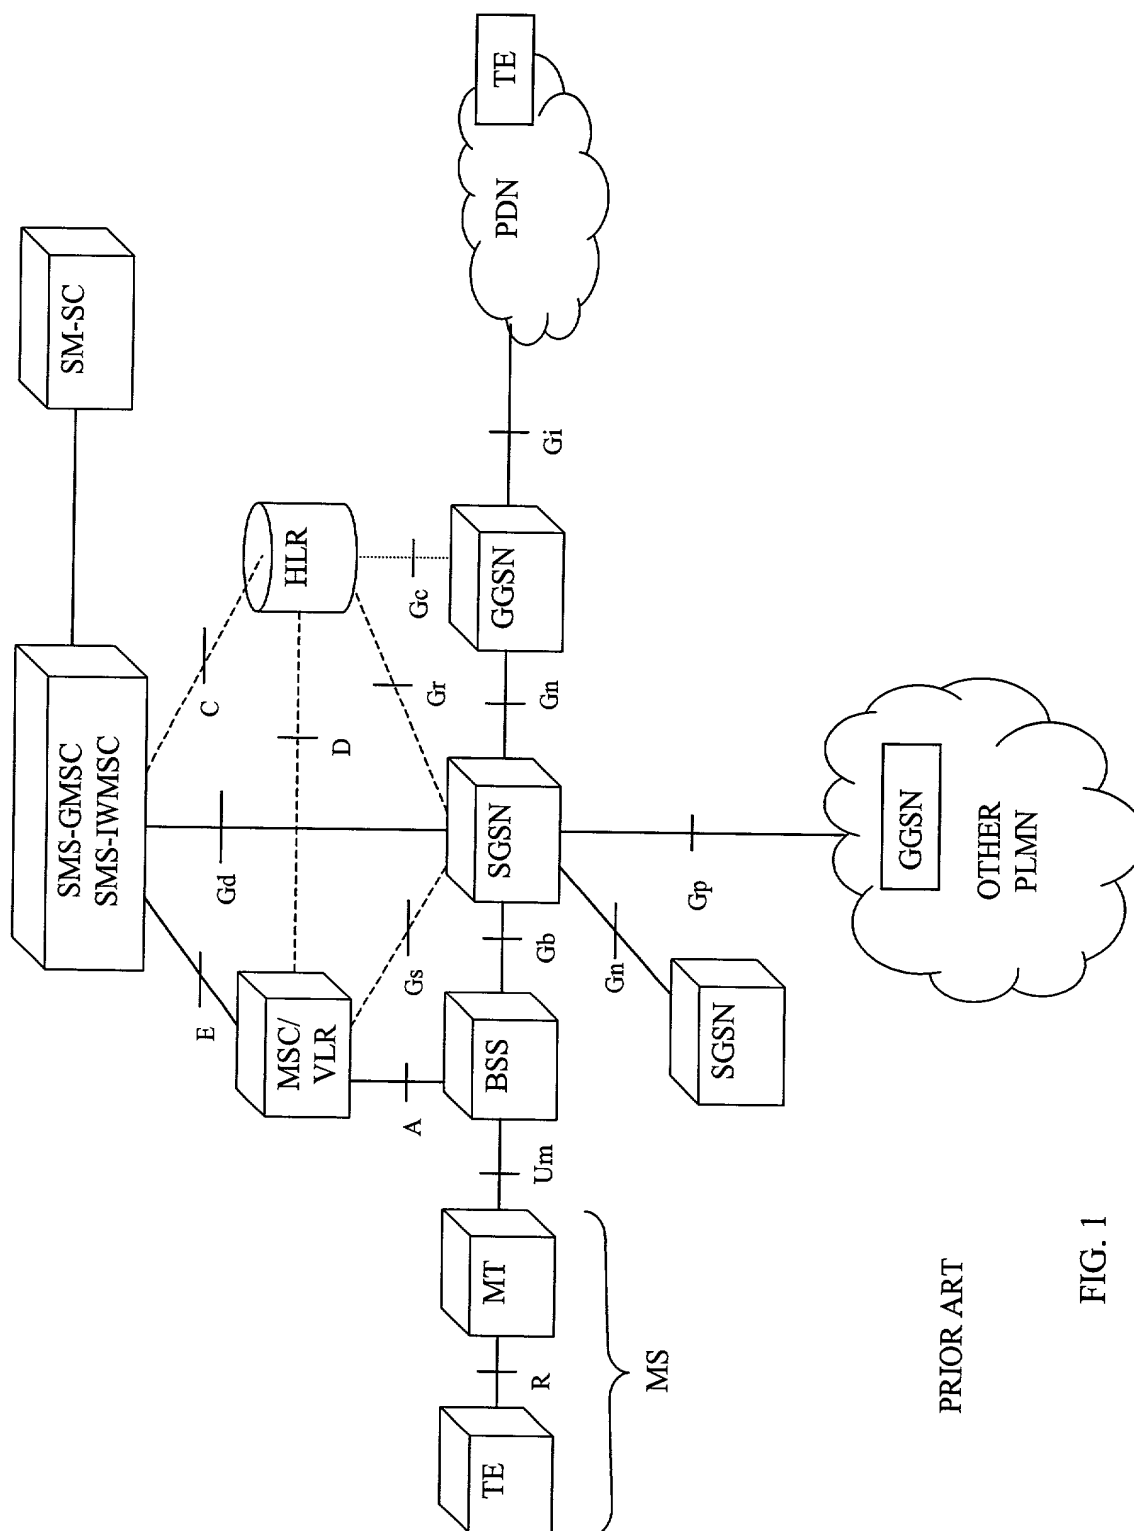 SMS-GMSC
SMS-IWMSC
SM-SC
E
Gd
C
MSC/
VLR
D
HLR
A
Gs
Gr
Gc
TE
R
MT
Um
BSS
Gb
SGSN
Gn
GGSN
Gi
PDN
TE
MS
Gn
Gp
SGSN
GGSN
OTHER
PLMN
PRIOR ART
FIG. 1